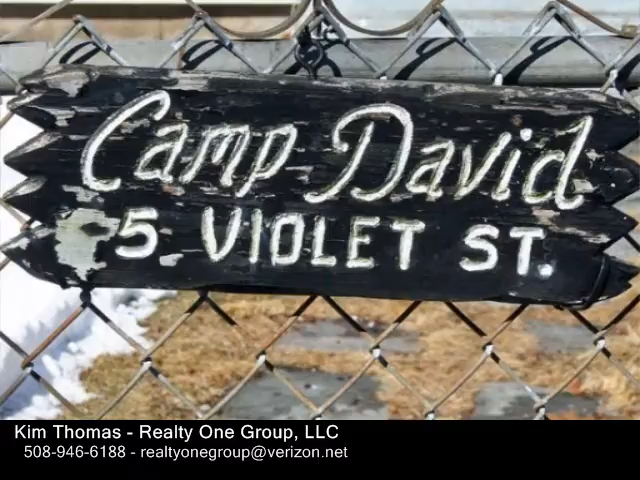 Camp David
5 VIOLET ST.
Kim Thomas - Realty One Group, LLC
508-946-6188 - realtyonegroup@verizon.net